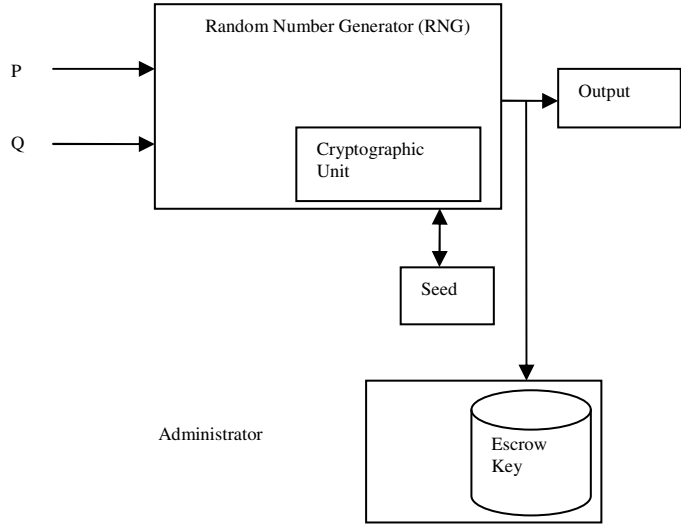 Random Number Generator (RNG)
P
Output
Q
Cryptographic
Unit
Seed
Administrator
Escrow
Key